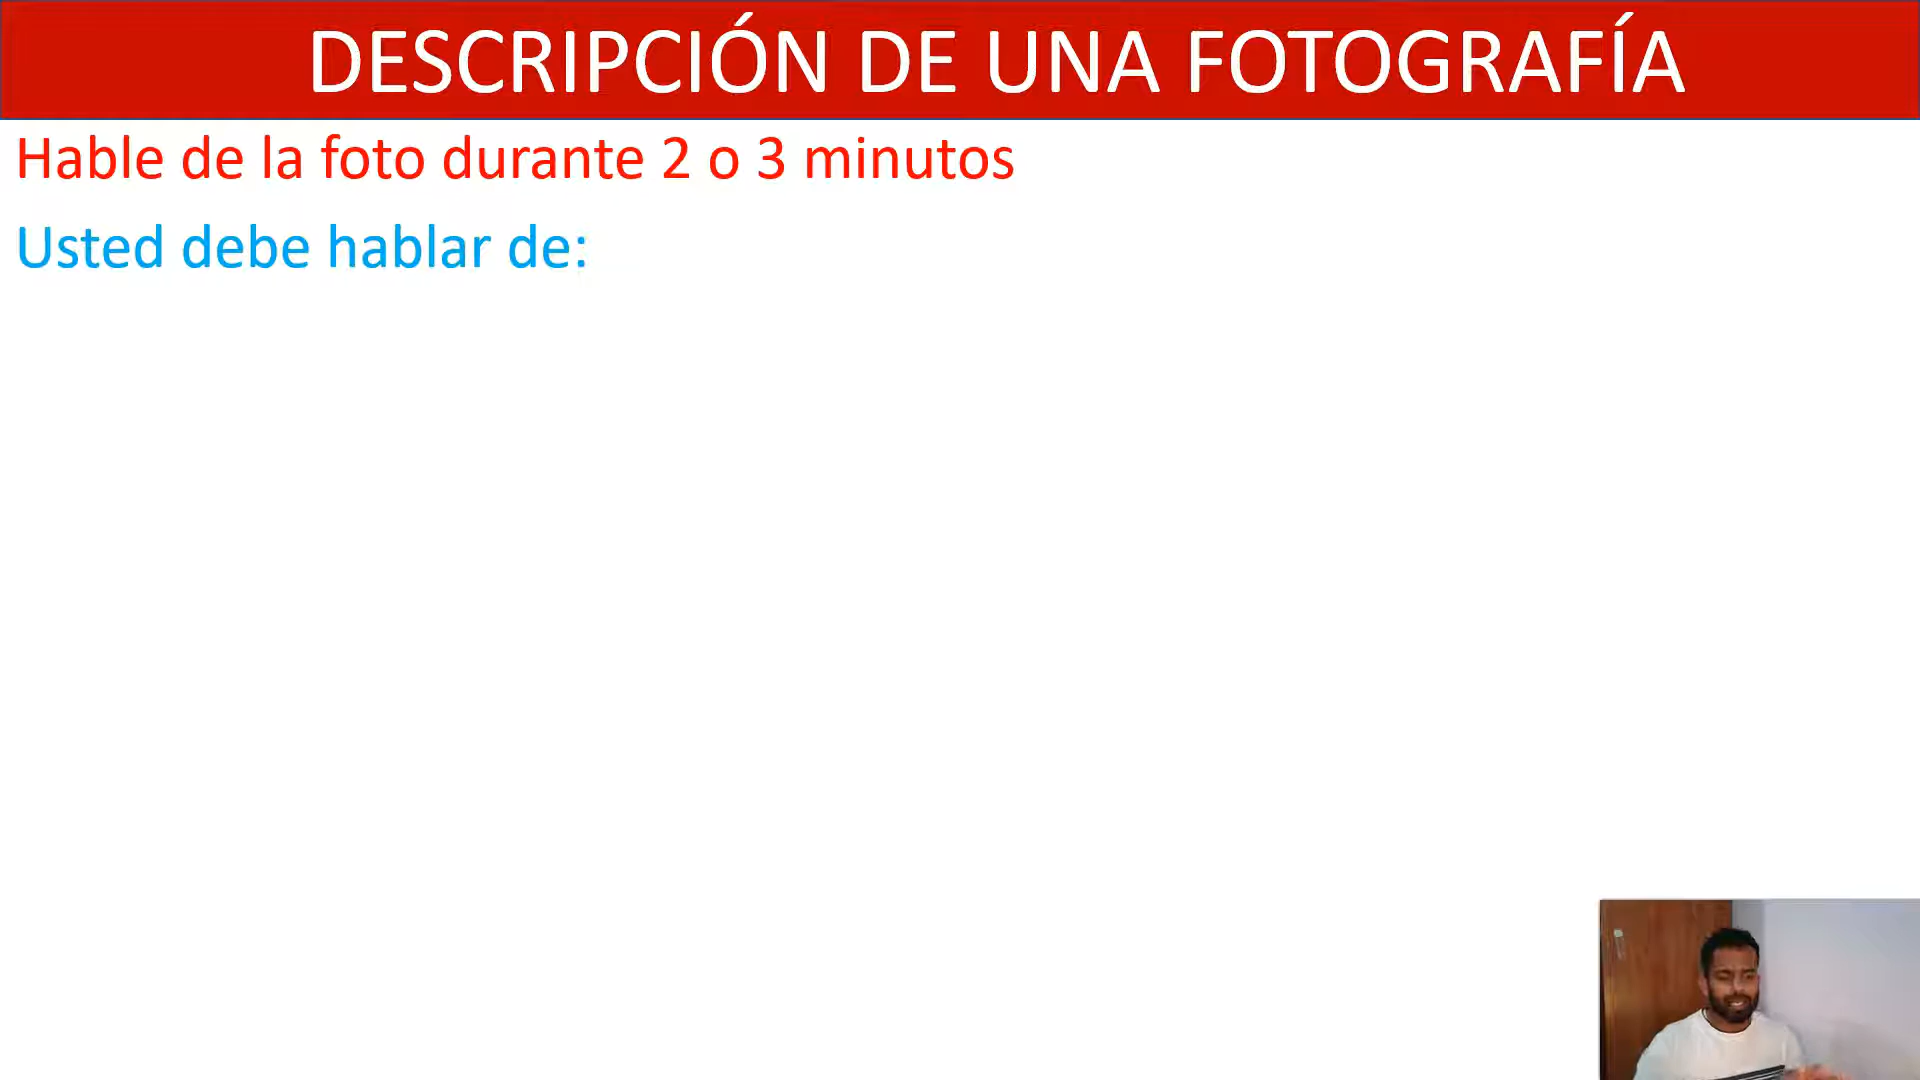 DESCRIPCIÓN DE UNA FOTOGRAFÍA
Hable de la foto durante 2 o 3 minutos
Usted debe hablar de: